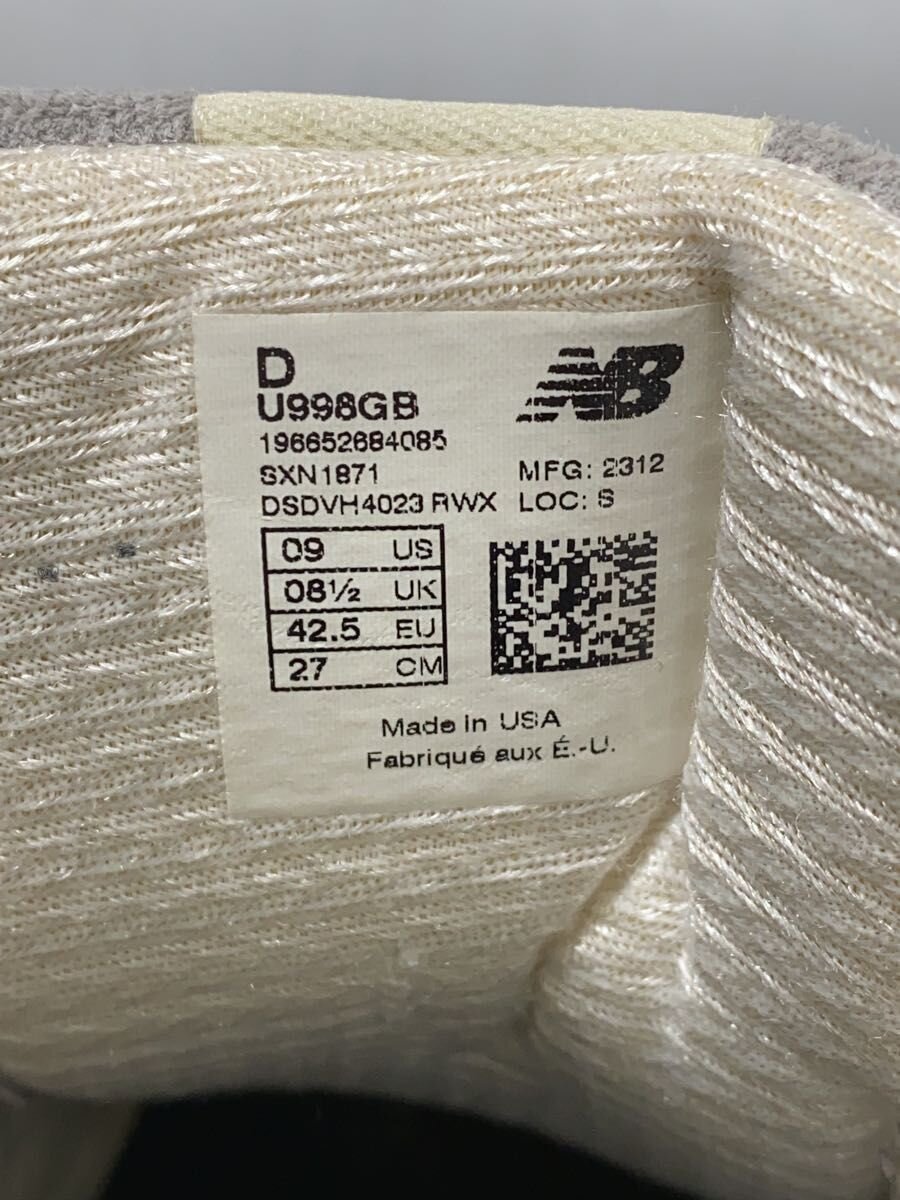 D
NB
U998GB
196652684085
SXN1871
MFG: 2312
DSDVH4023 RWX LOC: S
09 US
08½ UK
42.5 EU
27 CM
Made in USA
Fabriqué aux É.-U.